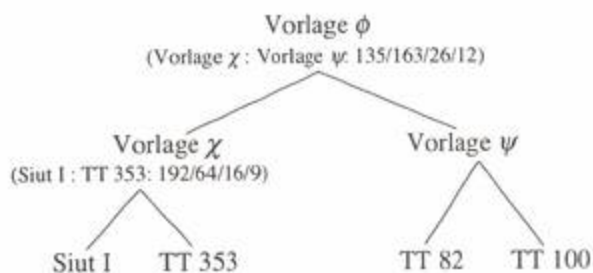 Vorlage ϕ
(Vorlage χ : Vorlage ψ: 135/163/26/12)
Vorlage χ
Vorlage ψ
(Siut I : TT 353: 192/64/16/9)
Siut I
TT 353
TT 82
TT 100